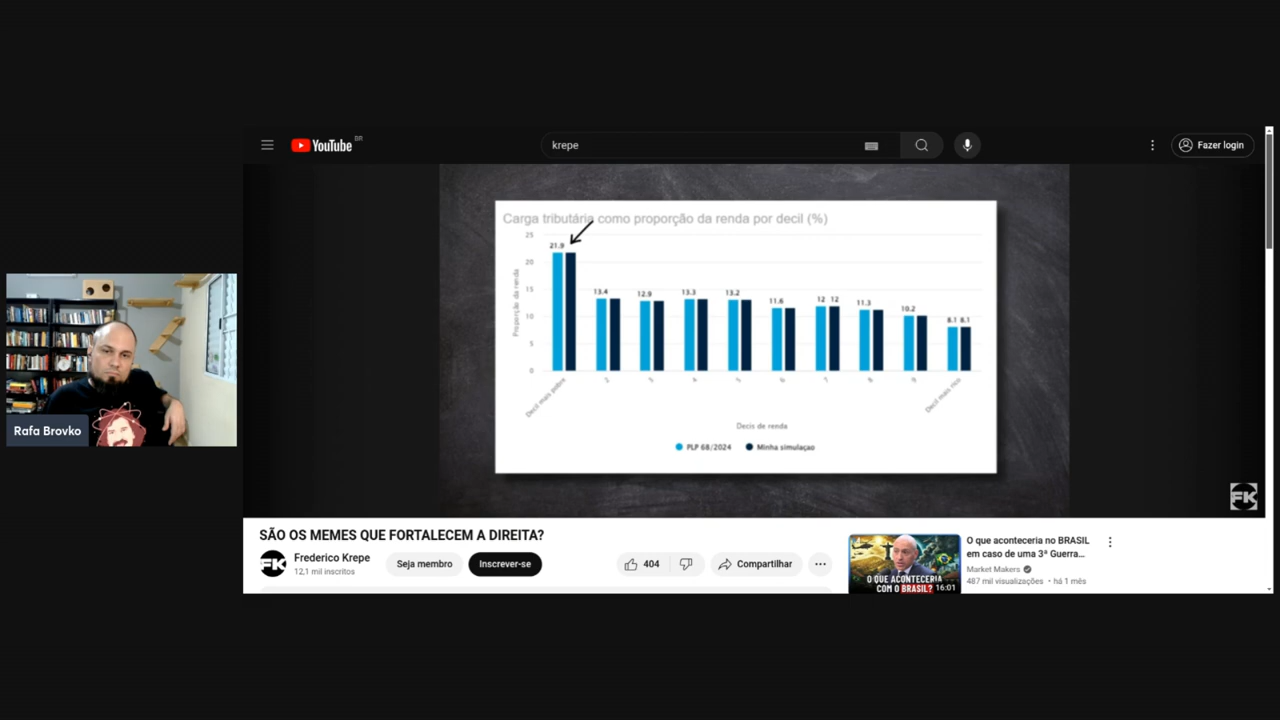 YouTube BR
krepe
Fazer login
Carga tributária como proporção da renda por decil (%)
25
20
15
10
5
0
Proporção da renda
21.9
13.4
12.9
13.3
13.2
11.6
12 12
11.3
10.2
8.1 8.1
Decil mais pobre
2
3
4
5
6
7
8
9
Decil mais rico
Decis de renda
PLP 68/2024
Minha simulaçao
FK
Rafa Brovko
SÃO OS MEMES QUE FORTALECEM A DIREITA?
FK
Frederico Krepe
12,1 mil inscritos
Seja membro
Inscrever-se
404
Compartilhar
O QUE ACONTECERIA
COM O BRASIL?
16:01
O que aconteceria no BRASIL
em caso de uma 3ª Guerra...
Market Makers
487 mil visualizações • há 1 mês